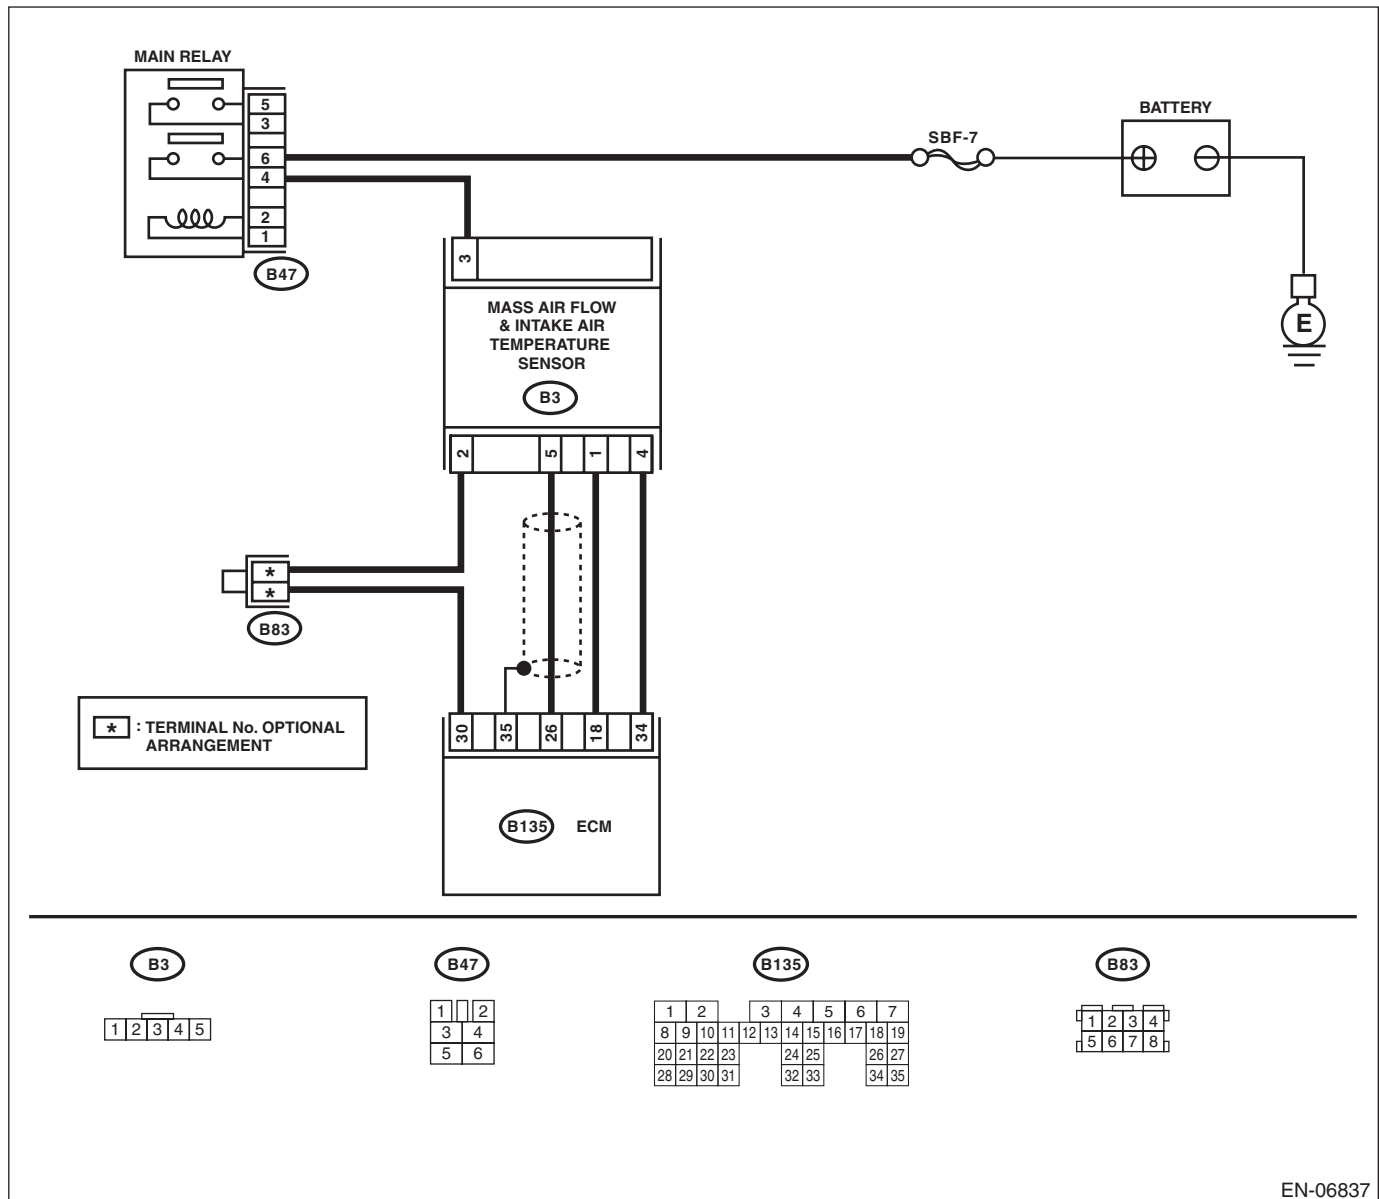 MAIN RELAY
5
3
6
4
2
1
B47
SBF-7
BATTERY
E
3
MASS AIR FLOW
& INTAKE AIR
TEMPERATURE
SENSOR
B3
2 5 1 4
*
*
B83
* : TERMINAL No. OPTIONAL
ARRANGEMENT
30 35 26 18 34
B135 ECM
B3
1 2 3 4 5
B47
1 2
3 4
5 6
B135
1 2 3 4 5 6 7
8 9 10 11 12 13 14 15 16 17 18 19
20 21 22 23 24 25 26 27
28 29 30 31 32 33 34 35
B83
1 2 3 4
5 6 7 8
EN-06837